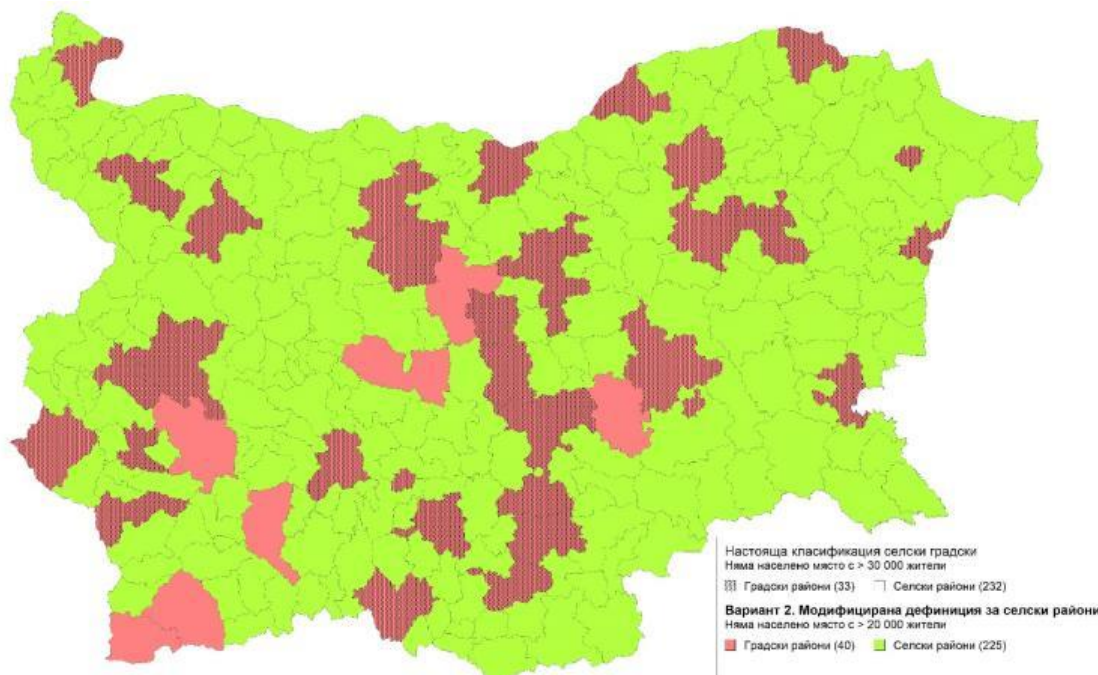 Настояща класификация селски градски
Няма населено място с > 30 000 жители
Градски райони (33) Селски райони (232)
Вариант 2. Модифицирана дефиниция за селски райони
Няма населено място с > 20 000 жители
Градски райони (40) Селски райони (225)